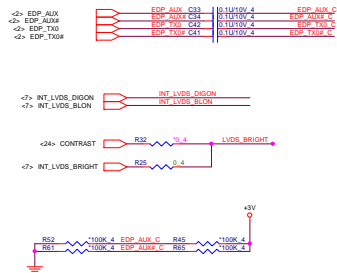 <2> EDP_AUX EDP_AUX C33 0.1U/10V_4 EDP_AUX_C
<2> EDP_AUX# EDP_AUX# C34 0.1U/10V_4 EDP_AUX#_C
<2> EDP_TX0 EDP_TX0 C42 0.1U/10V_4 EDP_TX0_C
<2> EDP_TX0# EDP_TX0# C41 0.1U/10V_4 EDP_TX0#_C
<7> INT_LVDS_DIGON INT_LVDS_DIGON
<7> INT_LVDS_BLON INT_LVDS_BLON
<24> CONTRAST R32 *0_4 LVDS_BRIGHT
<7> INT_LVDS_BRIGHT R25 0_4
+3V
R52 *100K_4 EDP_AUX_C R45 *100K_4
R61 *100K_4 EDP_AUX#_C R65 *100K_4